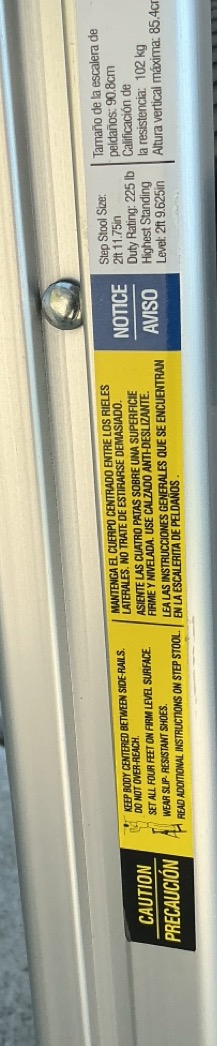 CAUTION
PRECAUCIÓN
KEEP BODY CENTERED BETWEEN SIDE-RAILS.
DO NOT OVER-REACH.
SET ALL FOUR FEET ON FIRM LEVEL SURFACE.
WEAR SLIP- RESISTANT SHOES.
READ ADDITIONAL INSTRUCTIONS ON STEP STOOL.
MANTENGA EL CUERPO CENTRADO ENTRE LOS RIELES
LATERALES. NO TRATE DE ESTIRARSE DEMASIADO.
ASIENTE LAS CUATRO PATAS SOBRE UNA SUPERFICIE
FIRME Y NIVELADA. USE CALZADO ANTI-DESLIZANTE.
LEA LAS INSTRUCCIONES GENERALES QUE SE ENCUENTRAN
EN LA ESCALERITA DE PELDAÑOS.
NOTICE
AVISO
Step Stool Size:
2ft 11.75in
Duty Rating: 225 lb
Highest Standing
Level: 2ft 9.625in
Tamaño de la escalera de
peldaños: 90.8cm
Calificación de
la resistencia: 102 kg
Altura vertical máxima: 85.4cm